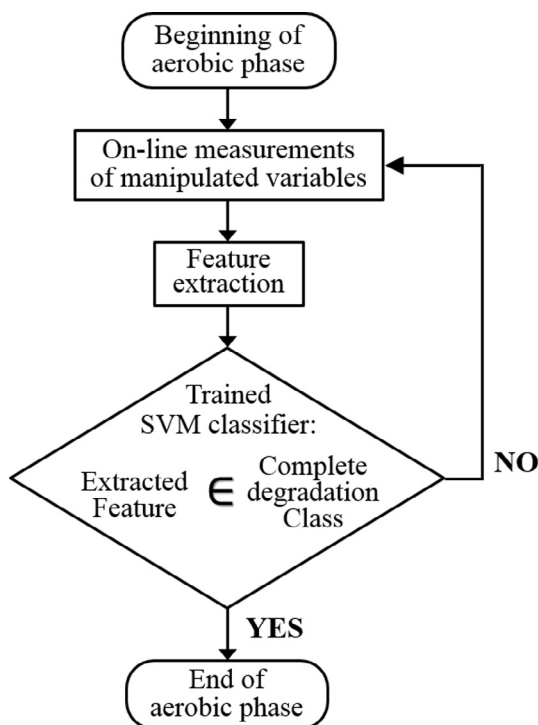 Beginning of
aerobic phase
On-line measurements
of manipulated variables
Feature
extraction
Trained
SVM classifier:
Extracted
Feature
∈
Complete
degradation
Class
NO
YES
End of
aerobic phase